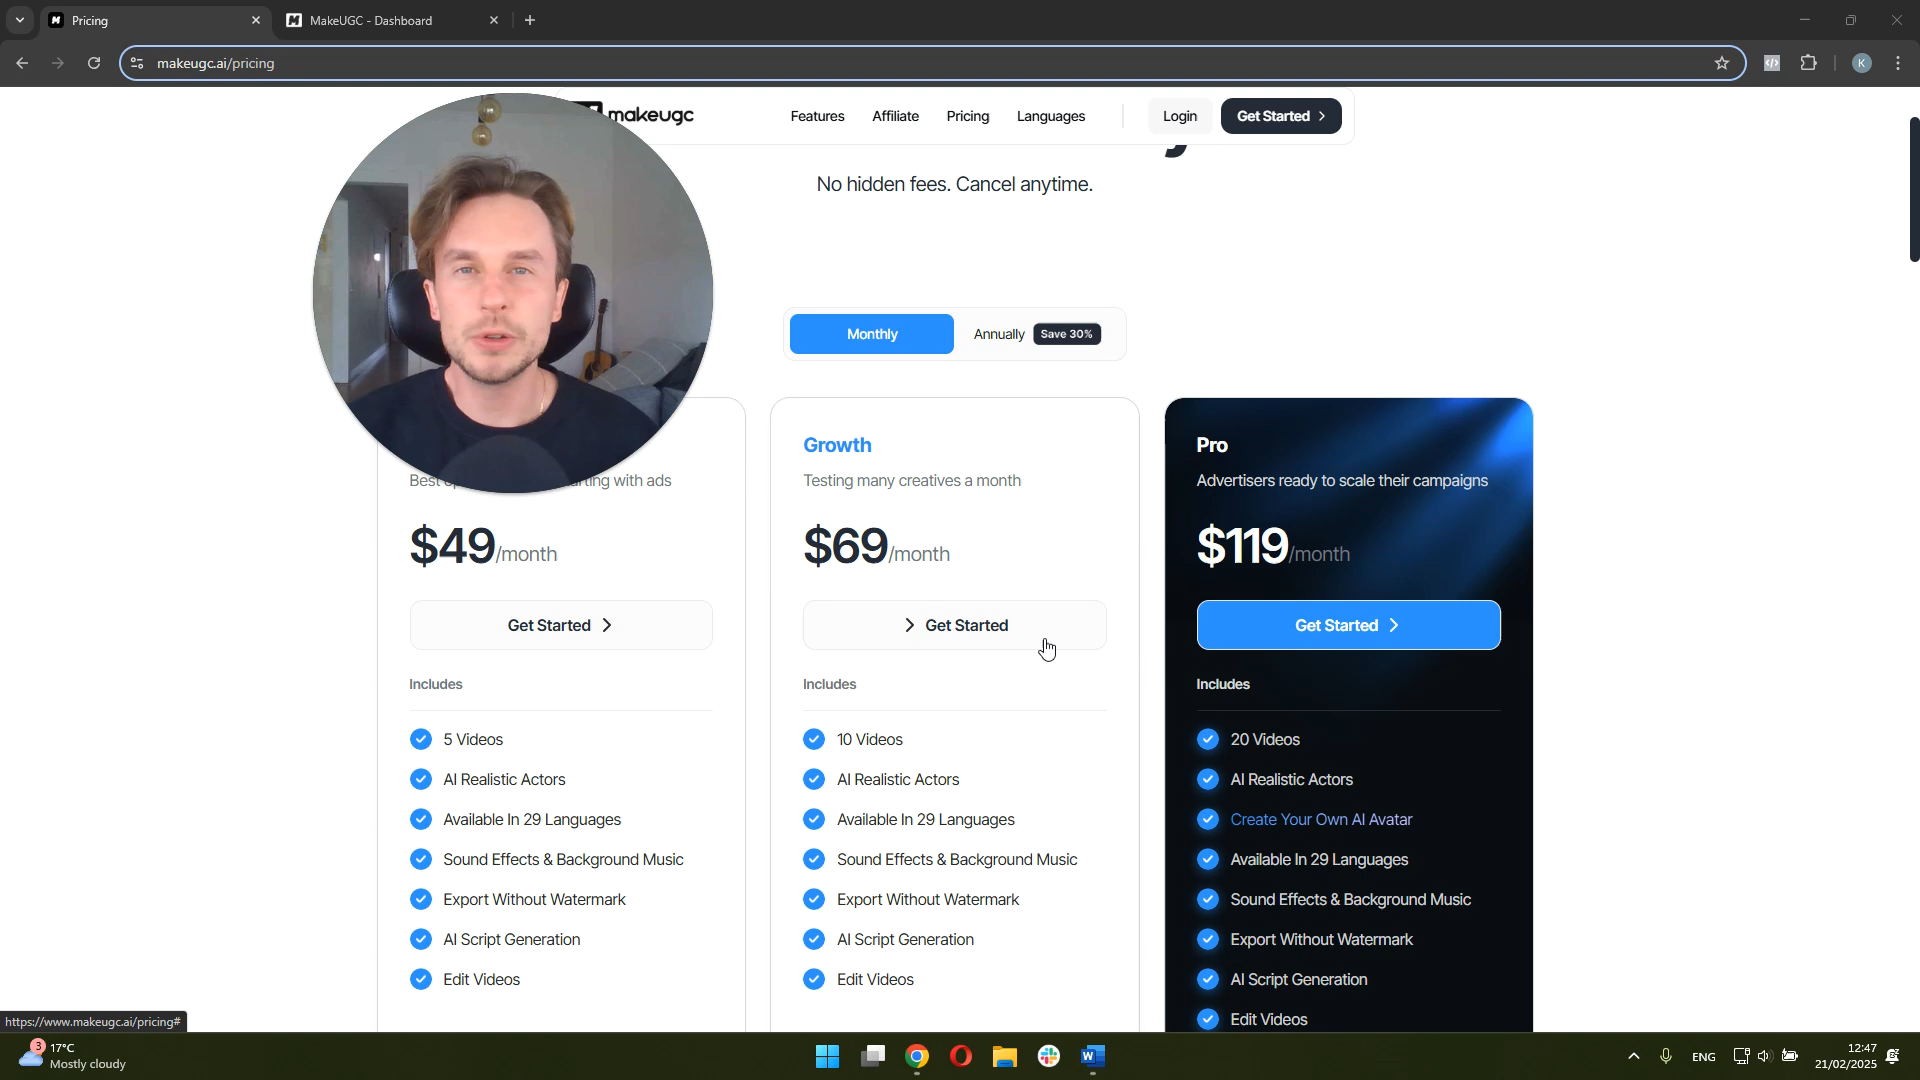 Pricing
MakeUGC - Dashboard
makeugc.ai/pricing
K
makeugc
Features
Affiliate
Pricing
Languages
Login
Get Started
No hidden fees. Cancel anytime.
Monthly
Annually
Save 30%
Best
with ads
$49/month
Get Started
Includes
5 Videos
AI Realistic Actors
Available In 29 Languages
Sound Effects & Background Music
Export Without Watermark
AI Script Generation
Edit Videos
Growth
Testing many creatives a month
$69/month
Get Started
Includes
10 Videos
AI Realistic Actors
Available In 29 Languages
Sound Effects & Background Music
Export Without Watermark
AI Script Generation
Edit Videos
Pro
Advertisers ready to scale their campaigns
$119/month
Get Started
Includes
20 Videos
AI Realistic Actors
Create Your Own AI Avatar
Available In 29 Languages
Sound Effects & Background Music
Export Without Watermark
AI Script Generation
Edit Videos
https://www.makeugc.ai/pricing#
3
17°C
Mostly cloudy
W
ENG
12:47
21/02/2025